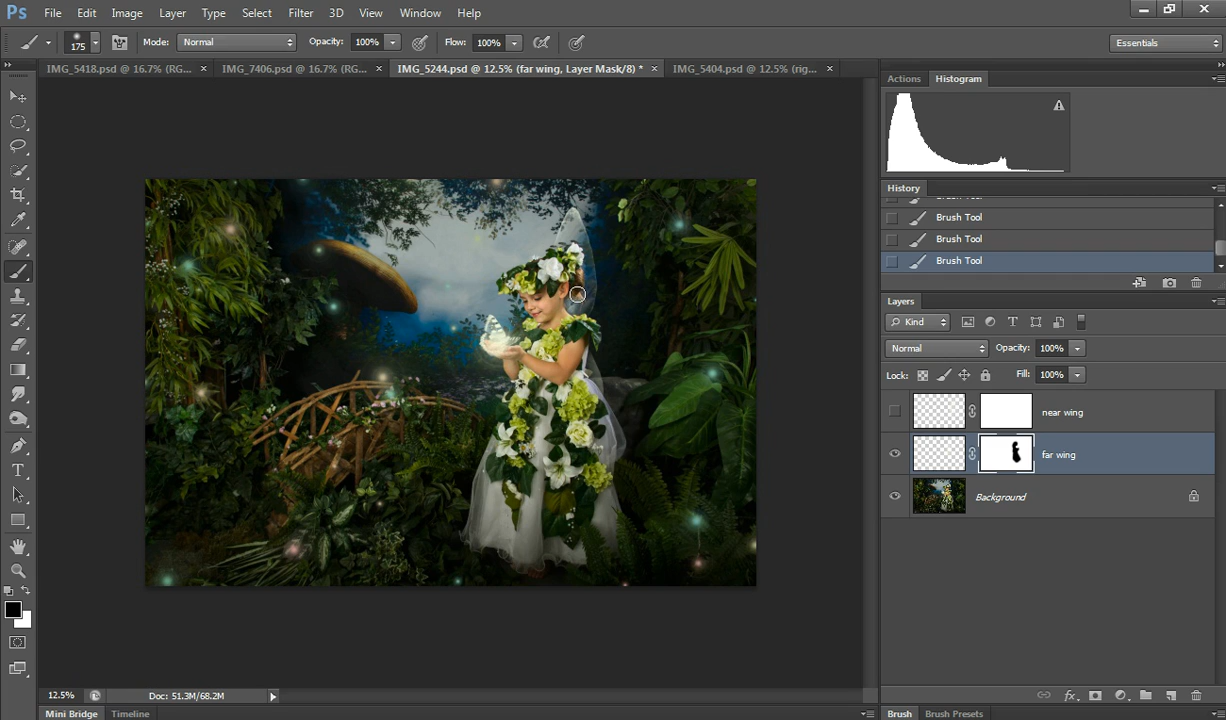 Ps File Edit Image Layer Type Select Filter 3D View Window Help
175 Mode: Normal Opacity: 100% Flow: 100% Essentials
IMG_5418.psd @ 16.7% (RG... × IMG_7406.psd @ 16.7% (RG... × IMG_5244.psd @ 12.5% (far wing, Layer Mask/8) * × IMG_5404.psd @ 12.5% (rig... ×
Actions Histogram
History
Brush Tool
Brush Tool
Brush Tool
Layers
Kind
Normal Opacity: 100%
Lock: Fill: 100%
near wing
far wing
Background
12.5% Doc: 51.3M/68.2M
Mini Bridge Timeline Brush Brush Presets